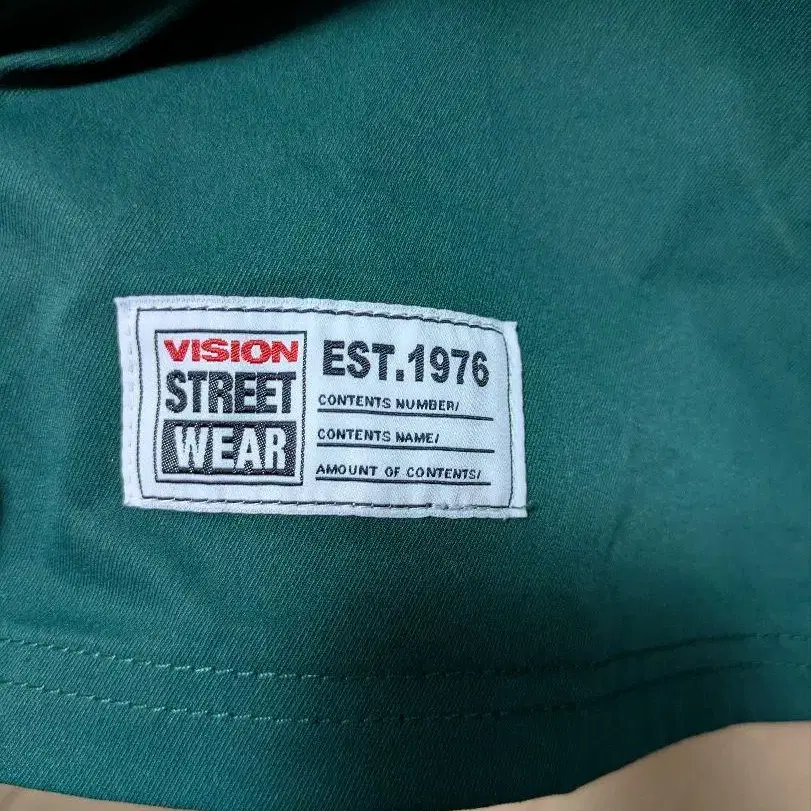 VISION
STREET
WEAR
EST.1976
CONTENTS NUMBER/
CONTENTS NAME/
AMOUNT OF CONTENTS/